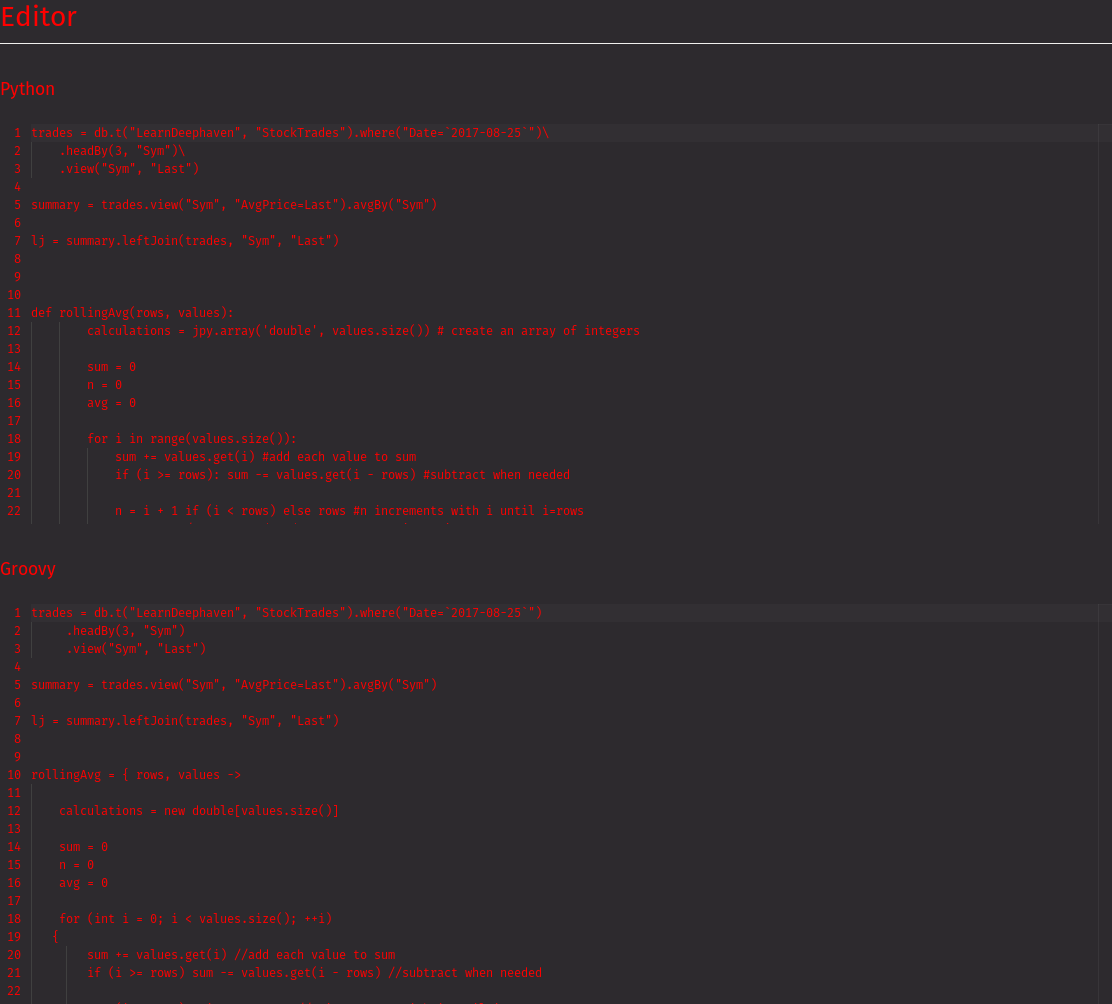 Editor
Python
1 trades = db.t("LearnDeephaven", "StockTrades").where("Date=`2017-08-25`")\
2 .headBy(3, "Sym")\
3 .view("Sym", "Last")
4
5 summary = trades.view("Sym", "AvgPrice=Last").avgBy("Sym")
6
7 lj = summary.leftJoin(trades, "Sym", "Last")
8
9
10
11 def rollingAvg(rows, values):
12 calculations = jpy.array('double', values.size()) # create an array of integers
13
14 sum = 0
15 n = 0
16 avg = 0
17
18 for i in range(values.size()):
19 sum += values.get(i) #add each value to sum
20 if (i >= rows): sum -= values.get(i - rows) #subtract when needed
21
22 n = i + 1 if (i < rows) else rows #n increments with i until i=rows
Groovy
1 trades = db.t("LearnDeephaven", "StockTrades").where("Date=`2017-08-25`")
2 .headBy(3, "Sym")
3 .view("Sym", "Last")
4
5 summary = trades.view("Sym", "AvgPrice=Last").avgBy("Sym")
6
7 lj = summary.leftJoin(trades, "Sym", "Last")
8
9
10 rollingAvg = { rows, values ->
11
12 calculations = new double[values.size()]
13
14 sum = 0
15 n = 0
16 avg = 0
17
18 for (int i = 0; i < values.size(); ++i)
19 {
20 sum += values.get(i) //add each value to sum
21 if (i >= rows) sum -= values.get(i - rows) //subtract when needed
22